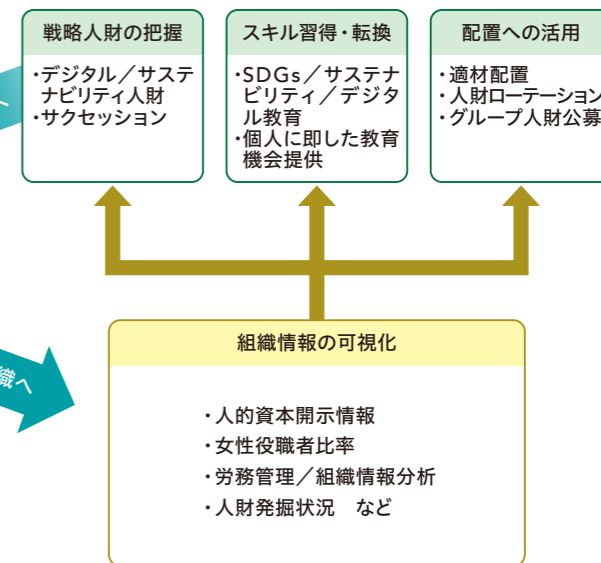 戦略人財の把握
・デジタル／サステ
ナビリティ人財
・サクセッション
スキル習得・転換
・SDGs／サステナ
ビリティ／デジタ
ル教育
・個人に即した教育
機会提供
配置への活用
・適材配置
・人財ローテーション
・グループ人財公募
へ
織へ
組織情報の可視化
・人的資本開示情報
・女性役職者比率
・労務管理／組織情報分析
・人財発掘状況　など